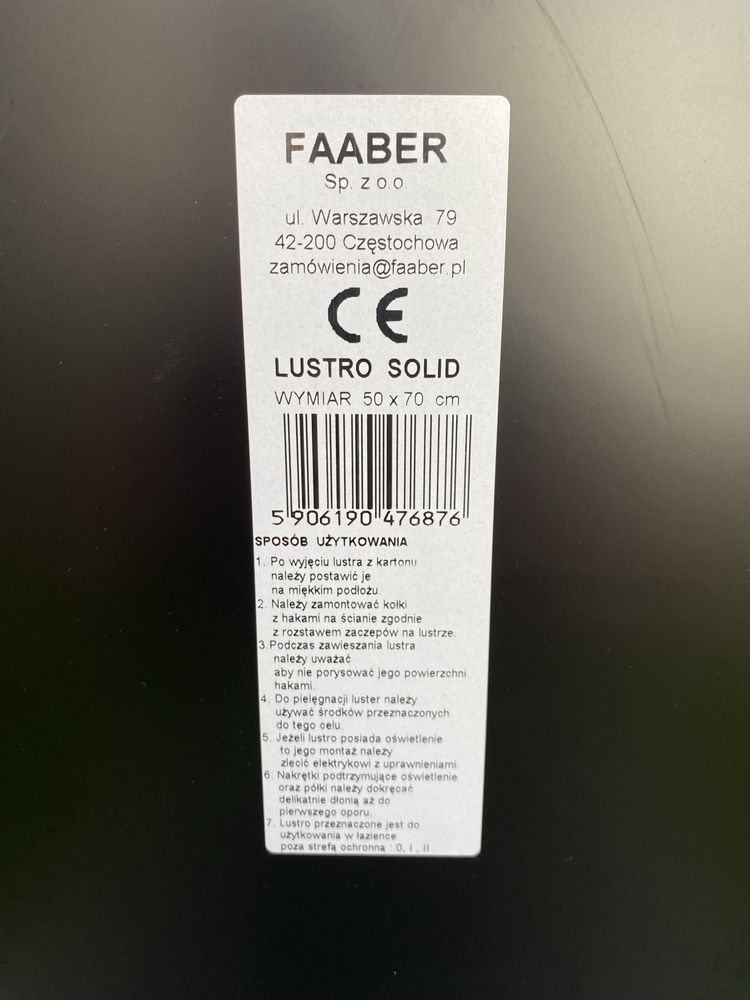 FAABER
Sp. z o.o.
ul. Warszawska 79
42-200 Częstochowa
zamówienia@faaber.pl
CE
LUSTRO SOLID
WYMIAR 50 x 70 cm
5 906190 476876
SPOSÓB UŻYTKOWANIA
1. Po wyjęciu lustra z kartonu
należy postawić je
na miękkim podłożu.
2. Należy zamontować kołki
z hakami na ścianie zgodnie
z rozstawem zaczepów na lustrze.
3.Podczas zawieszania lustra
należy uważać
aby nie porysować jego powierzchni
hakami.
4. Do pielęgnacji luster należy
używać środków przeznaczonych
do tego celu.
5. Jeżeli lustro posiada oświetlenie
to jego montaż należy
zlecić elektrykowi z uprawnieniami.
6. Nakrętki podtrzymujące oświetlenie
oraz półki należy dokręcać
delikatnie dłonią aż do
pierwszego oporu.
7. Lustro przeznaczone jest do
użytkowania w łazience
poza strefą ochronną : 0, I , II